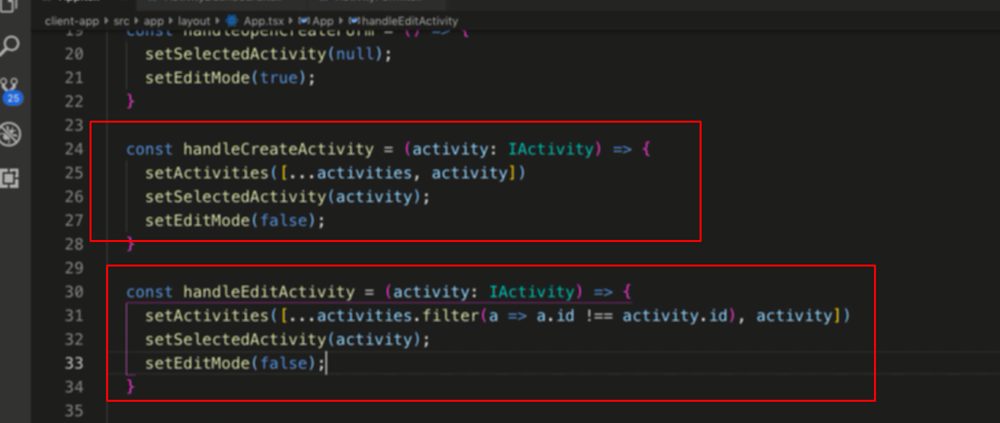 client-app src app layout App.tsx App handleEditActivity
19 const handleOpenCreateForm = () => {
20 setSelectedActivity(null);
21 setEditMode(true);
22 }
23
24 const handleCreateActivity = (activity: IActivity) => {
25 setActivities([...activities, activity])
26 setSelectedActivity(activity);
27 setEditMode(false);
28 }
29
30 const handleEditActivity = (activity: IActivity) => {
31 setActivities([...activities.filter(a => a.id !== activity.id), activity])
32 setSelectedActivity(activity);
33 setEditMode(false);
34 }
35
25